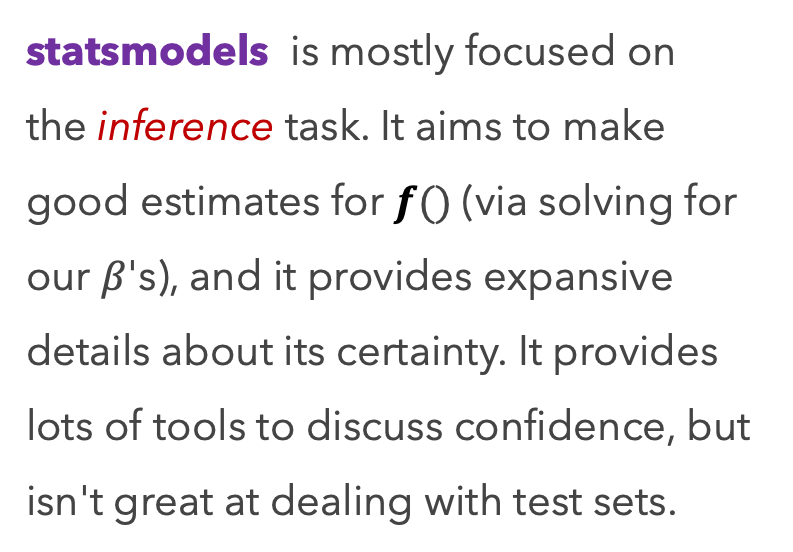 statsmodels is mostly focused on
the inference task. It aims to make
good estimates for f() (via solving for
our β's), and it provides expansive
details about its certainty. It provides
lots of tools to discuss confidence, but
isn't great at dealing with test sets.